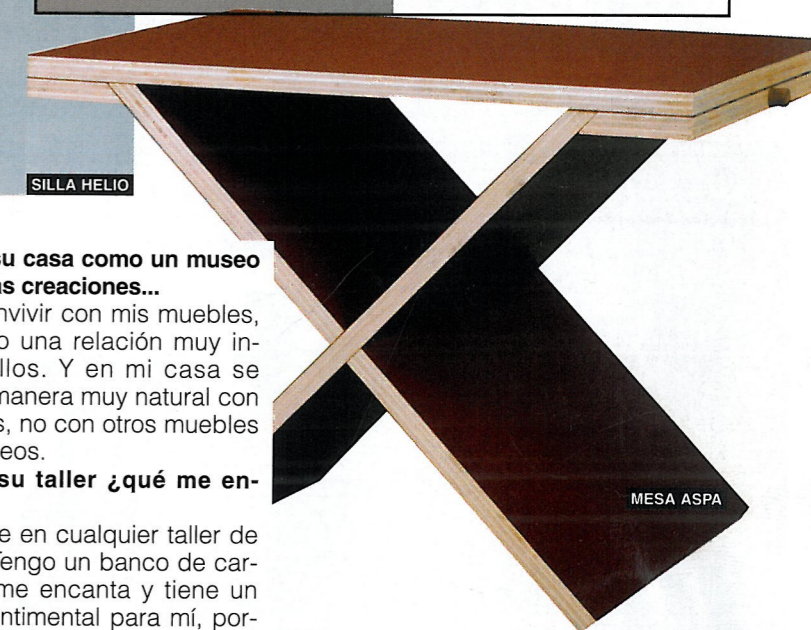 SILLA HELIO
su casa como un museo
as creaciones...
nvivir con mis muebles,
o una relación muy in-
llos. Y en mi casa se
manera muy natural con
s, no con otros muebles
eos.
su taller ¿qué me en-
e en cualquier taller de
Tengo un banco de car-
me encanta y tiene un
ntimental para mí, por-
MESA ASPA